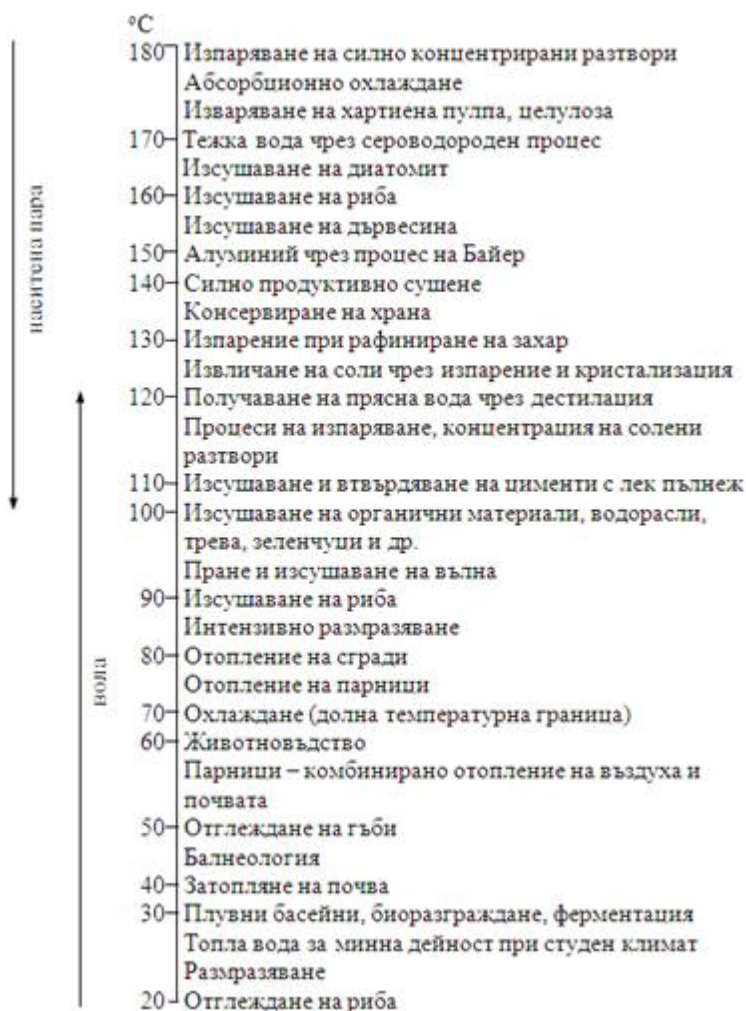 °C
180 Изпаряване на силно концентрирани разтвори
Абсорбционно охлаждане
Изваряване на хартиена пулпа, целулоза
170 Тежка вода чрез сероводороден процес
Изсушаване на диатомит
160 Изсушаване на риба
Изсушаване на дървесина
150 Алуминий чрез процес на Байер
140 Силно продуктивно сушене
Консервиране на храна
130 Изпарение при рафиниране на захар
Извличане на соли чрез изпарение и кристализация
120 Получаване на прясна вода чрез дестилация
Процеси на изпаряване, концентрация на солени
разтвори
110 Изсушаване и втвърдяване на цименти с лек пълнеж
100 Изсушаване на органични материали, водорасли,
трева, зеленчуци и др.
Пране и изсушаване на вълна
90 Изсушаване на риба
Интензивно размразяване
80 Отопление на сгради
Отопление на парници
70 Охлаждане (долна температурна граница)
60 Животновъдство
Парници – комбинирано отопление на въздуха и
почвата
50 Отглеждане на гъби
Балнеология
40 Затопляне на почва
30 Плувни басейни, биоразграждане, ферментация
Топла вода за минна дейност при студен климат
Размразяване
20 Отглеждане на риба
наситена пара
вода